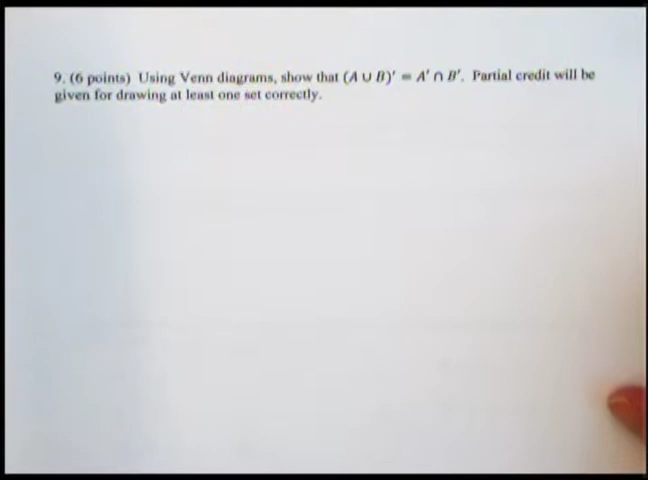 9. (6 points) Using Venn diagrams, show that (A ∪ B)′ = A′ ∩ B′. Partial credit will be
given for drawing at least one set correctly.